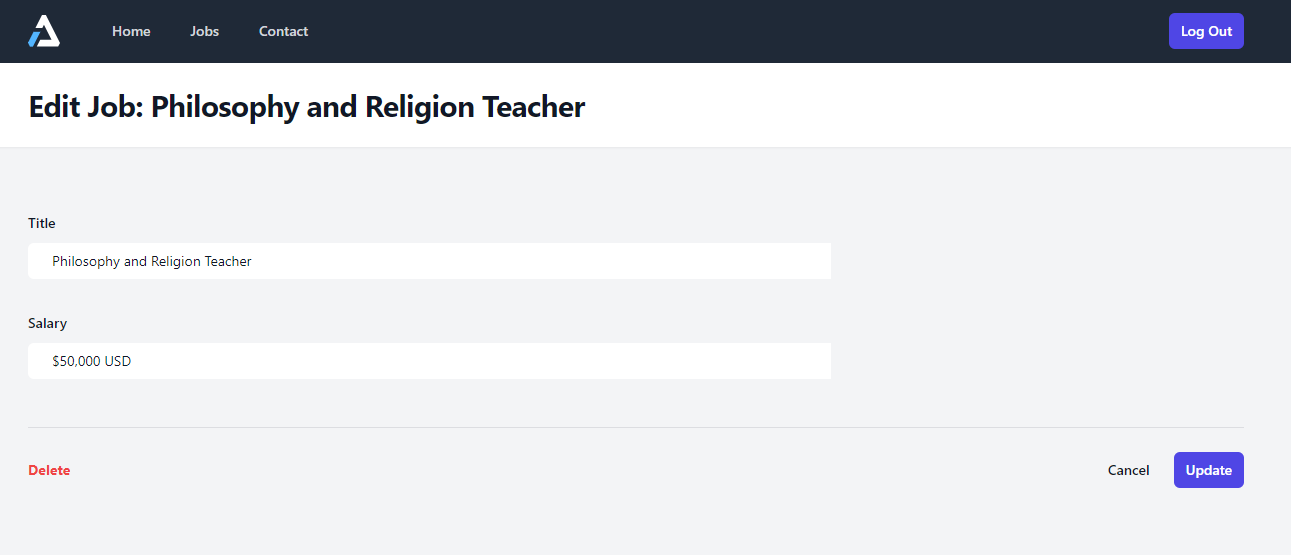 Home Jobs Contact Log Out
Edit Job: Philosophy and Religion Teacher
Title
Philosophy and Religion Teacher
Salary
$50,000 USD
Delete Cancel Update